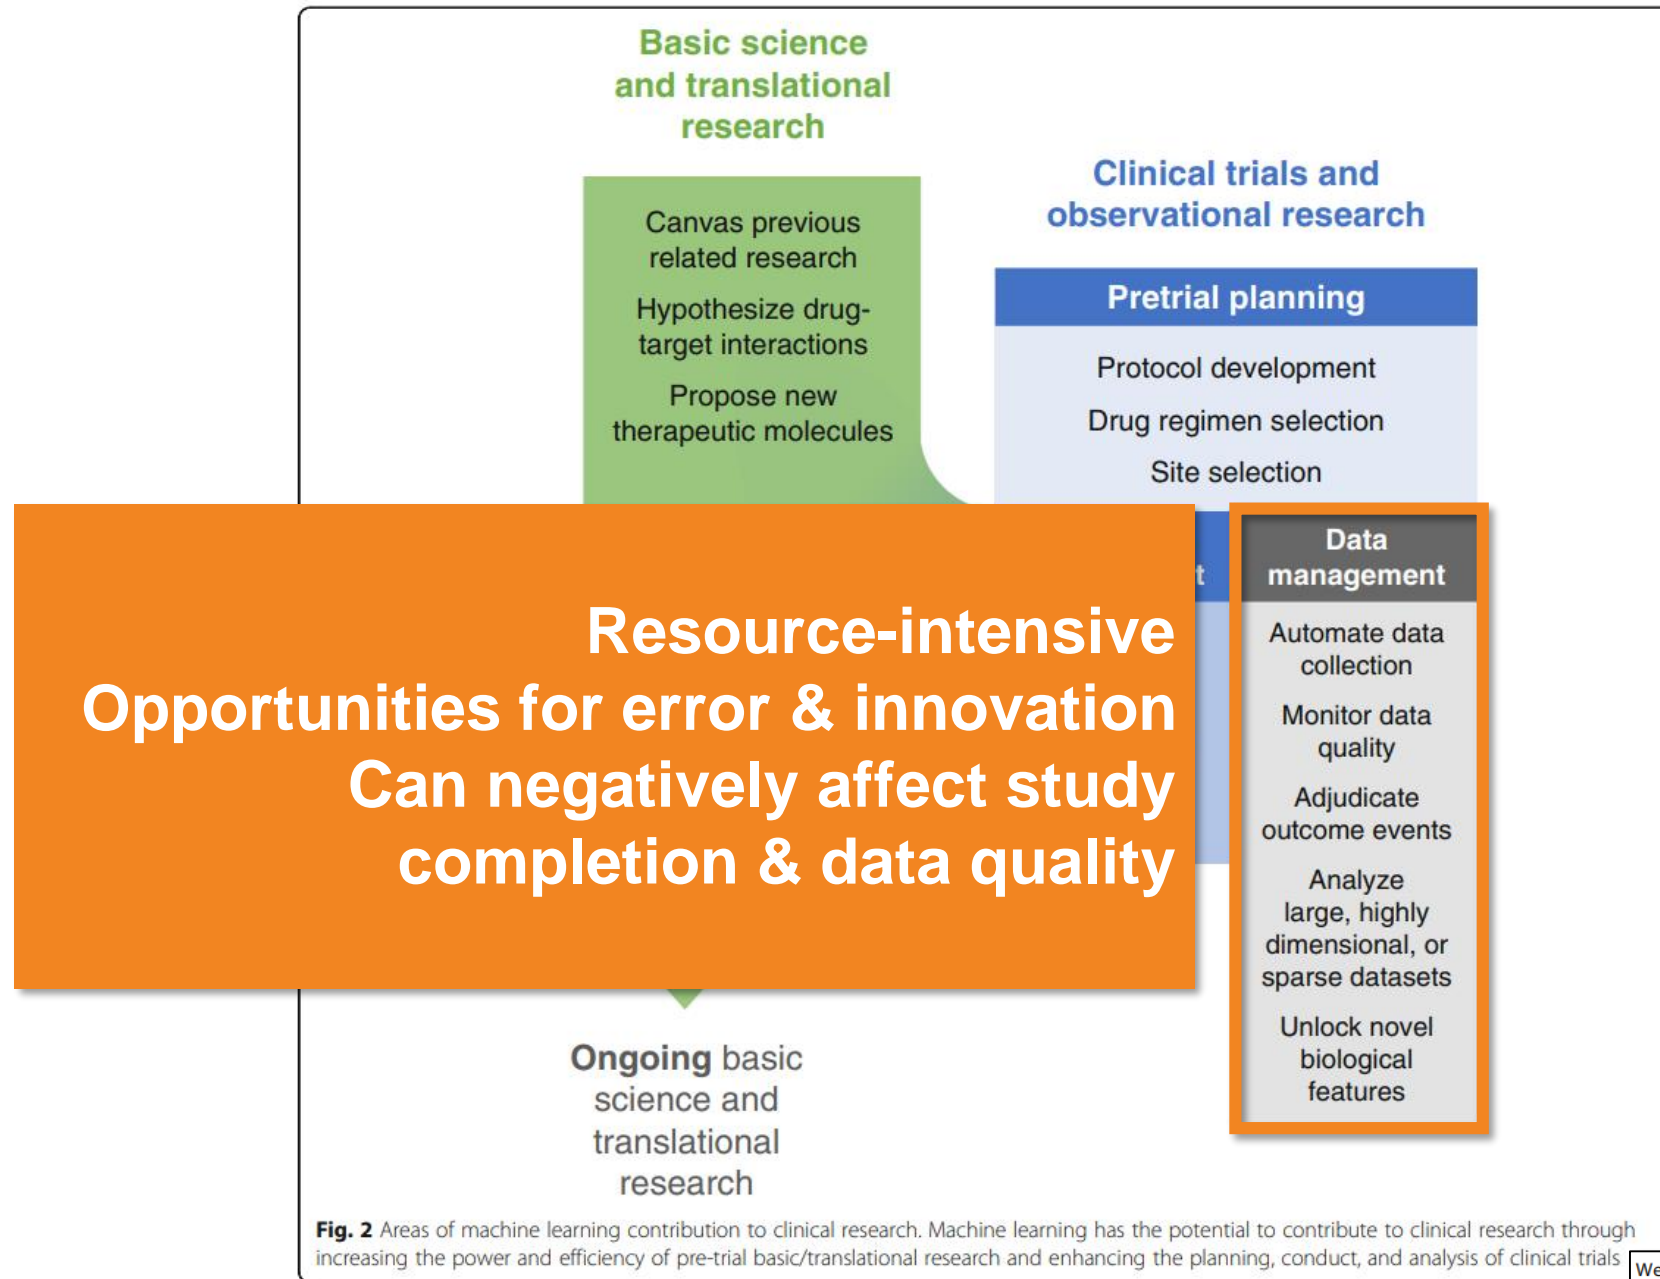 Basic science
and translational
research
Canvas previous
related research
Hypothesize drug-
target interactions
Propose new
therapeutic molecules
Clinical trials and
observational research
Pretrial planning
Protocol development
Drug regimen selection
Site selection
t
Data
management
Automate data
collection
Monitor data
quality
Adjudicate
outcome events
Analyze
large, highly
dimensional, or
sparse datasets
Unlock novel
biological
features
Resource-intensive
Opportunities for error & innovation
Can negatively affect study
completion & data quality
Ongoing basic
science and
translational
research
Fig. 2 Areas of machine learning contribution to clinical research. Machine learning has the potential to contribute to clinical research through
increasing the power and efficiency of pre-trial basic/translational research and enhancing the planning, conduct, and analysis of clinical trials
We